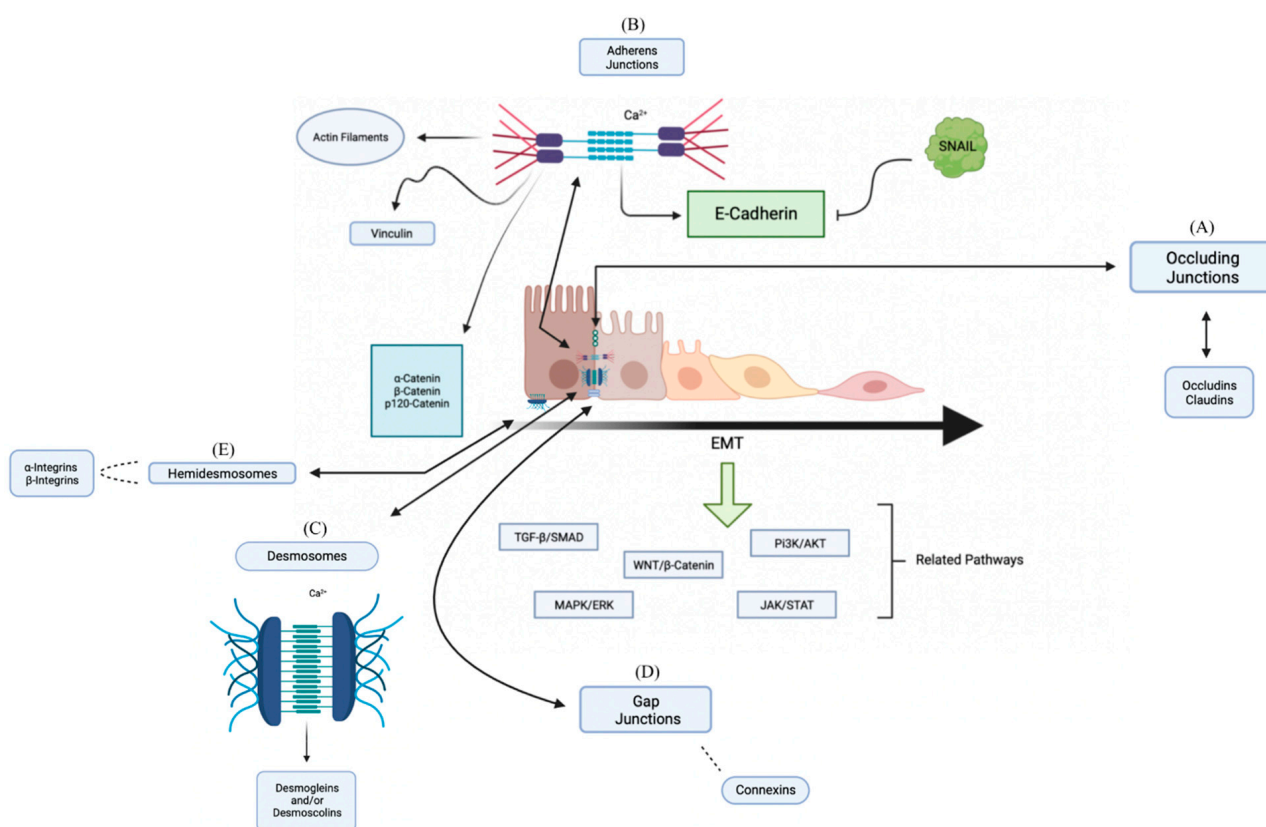 (B)
Adherens
Junctions
Ca²⁺
Actin Filaments
SNAIL
E-Cadherin
Vinculin
(A)
Occluding
Junctions
α-Catenin
β-Catenin
p120-Catenin
Occludins
Claudins
EMT
(E)
α-Integrins
β-Integrins
Hemidesmosomes
(C)
Desmosomes
Ca²⁺
TGF-β/SMAD
Pi3K/AKT
WNT/β-Catenin
Related Pathways
MAPK/ERK
JAK/STAT
(D)
Gap
Junctions
Connexins
Desmogleins
and/or
Desmoscolins